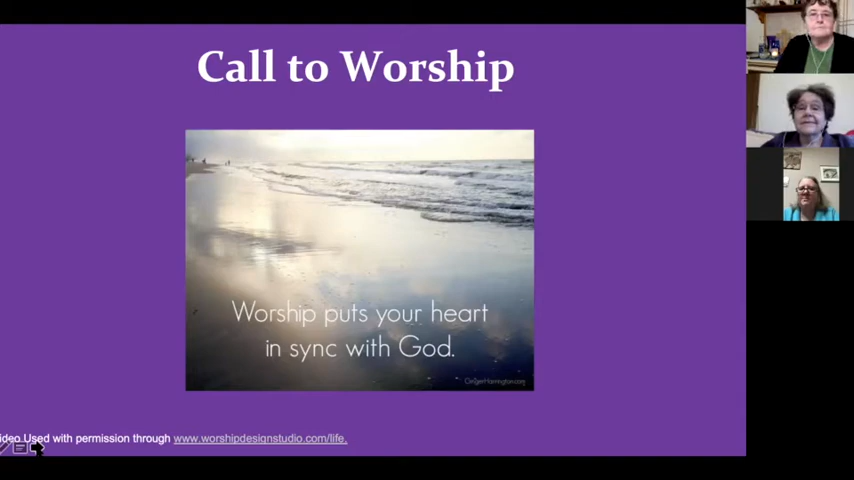 Call to Worship
Worship puts your heart
in sync with God.
ideo Used with permission through www.worshipdesignstudio.com/life.